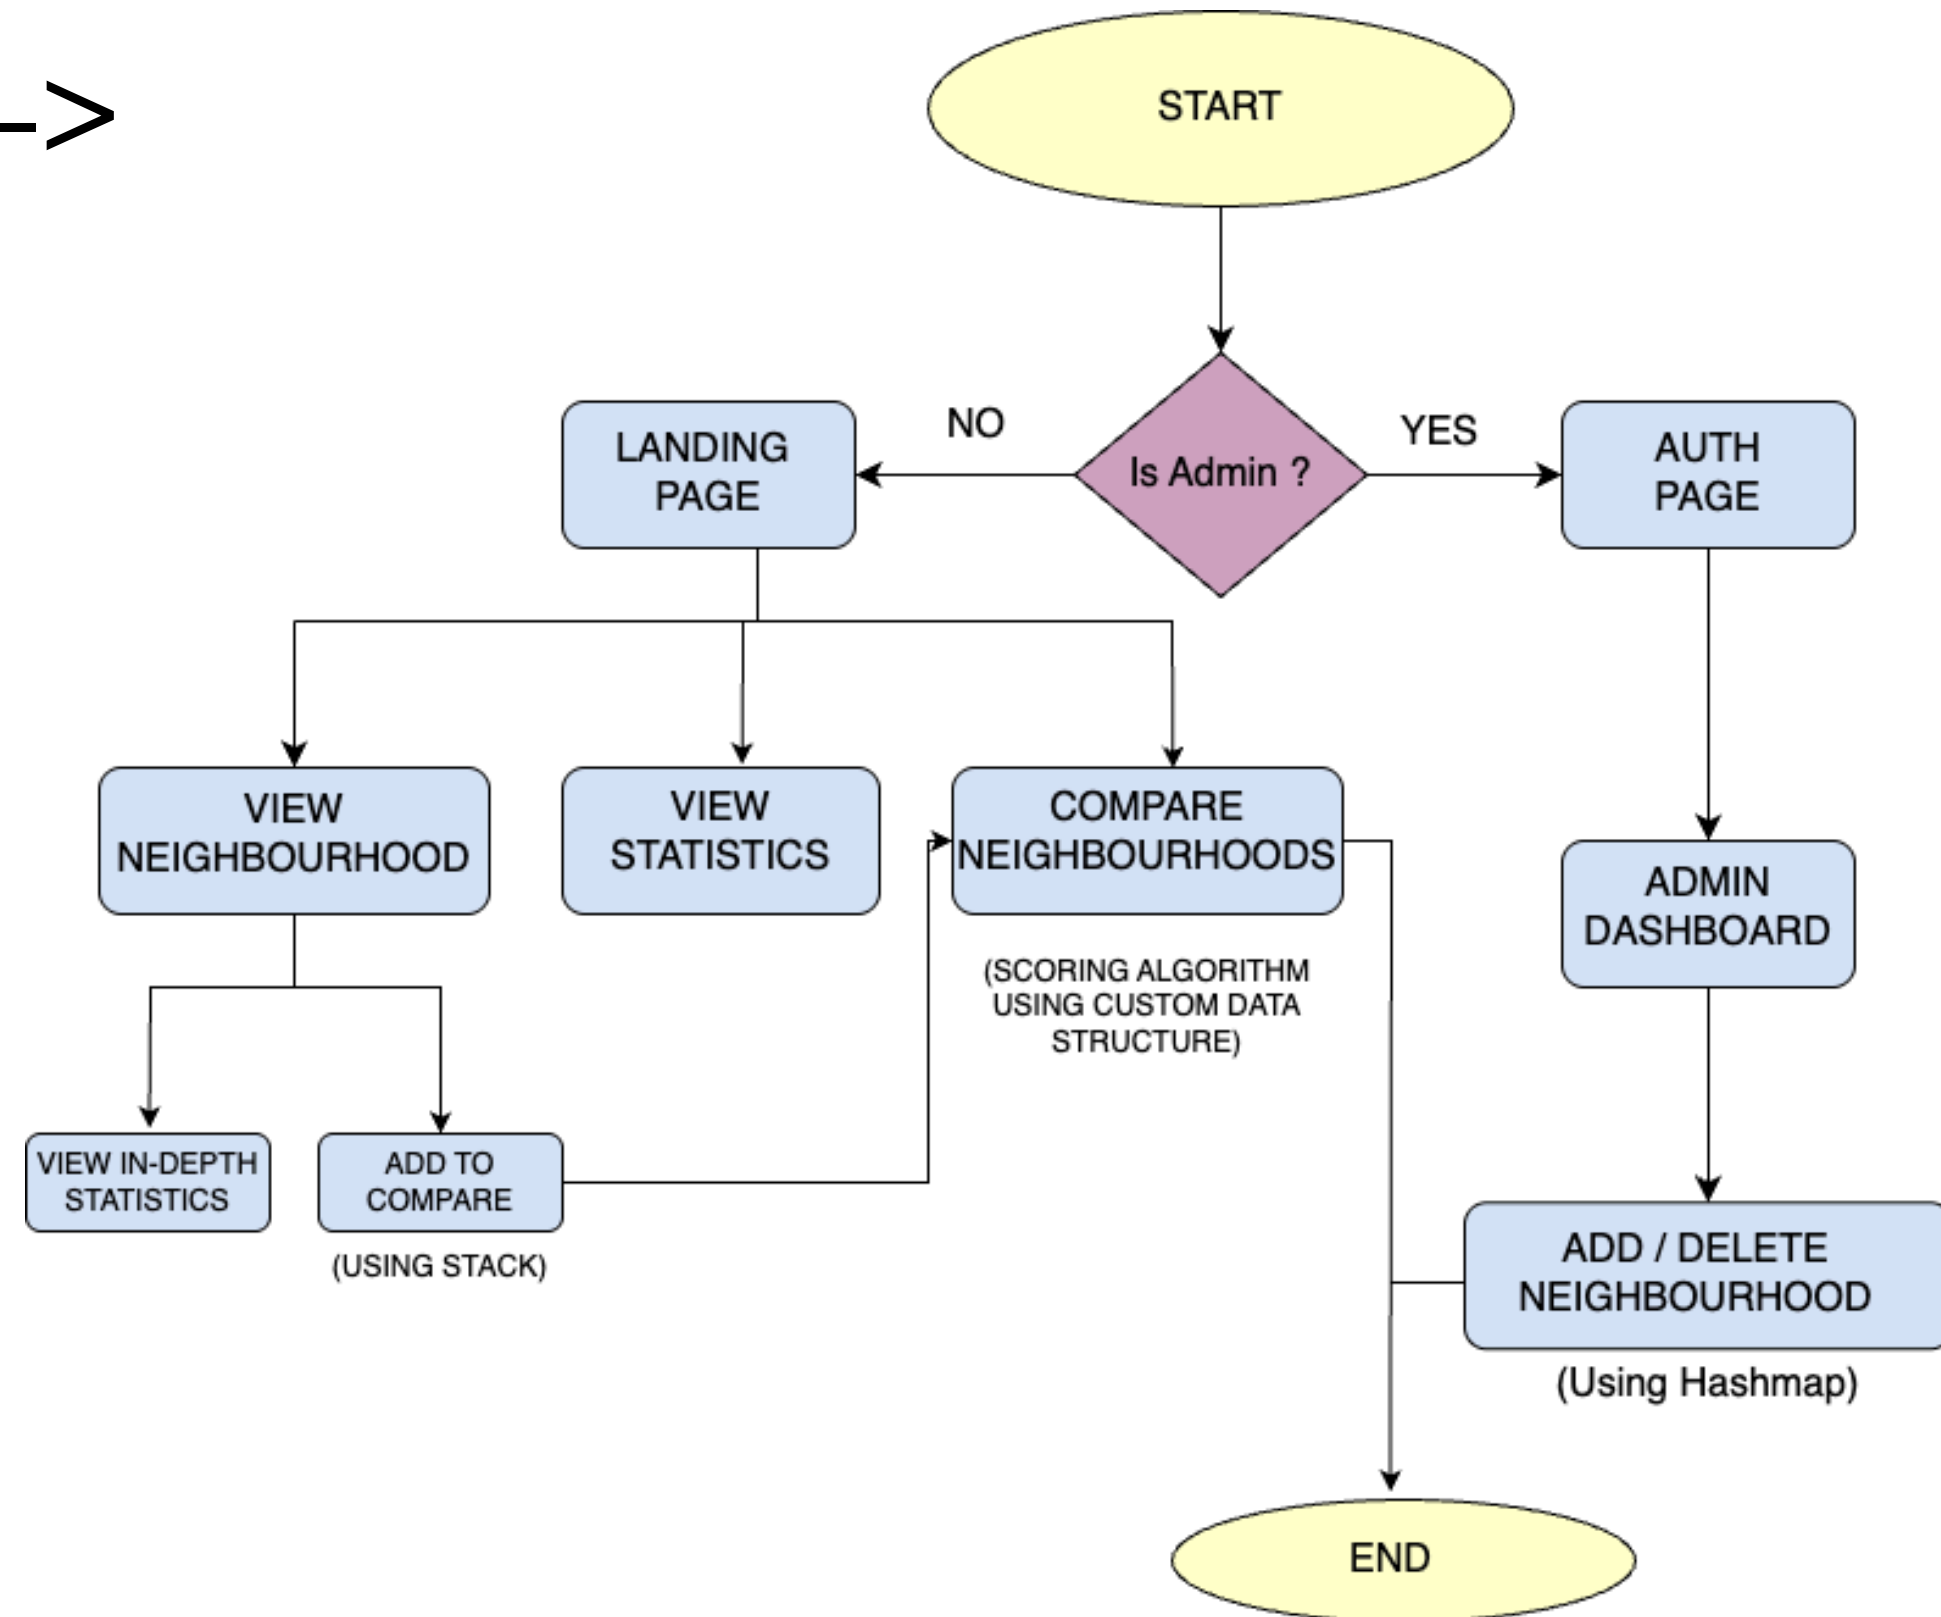 ->
START
NO
YES
LANDING
PAGE
Is Admin ?
AUTH
PAGE
VIEW
NEIGHBOURHOOD
VIEW
STATISTICS
COMPARE
NEIGHBOURHOODS
ADMIN
DASHBOARD
(SCORING ALGORITHM
USING CUSTOM DATA
STRUCTURE)
VIEW IN-DEPTH
STATISTICS
ADD TO
COMPARE
(USING STACK)
ADD / DELETE
NEIGHBOURHOOD
(Using Hashmap)
END